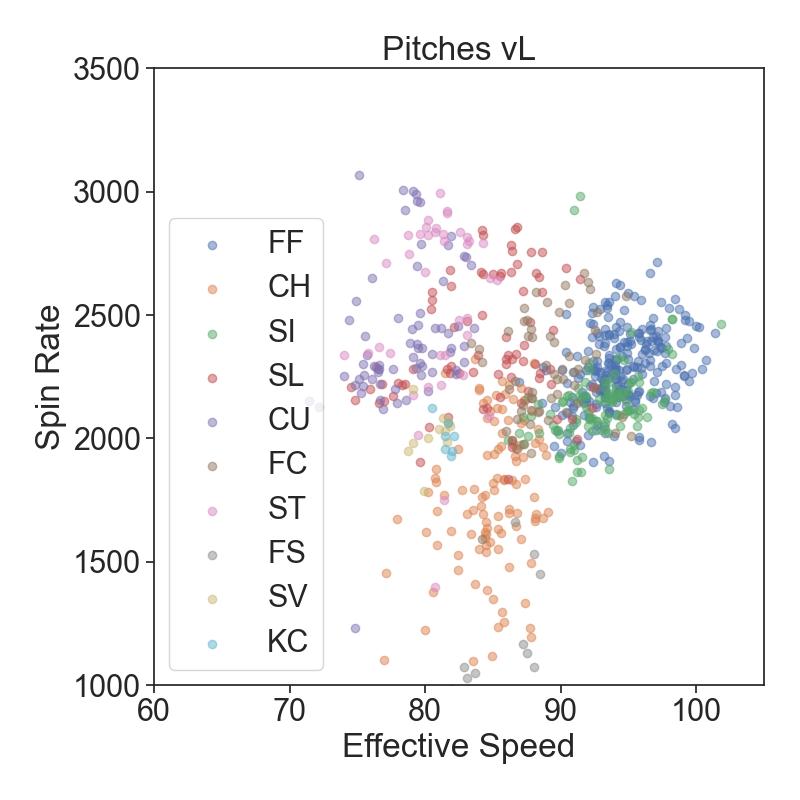 Pitches vL
3500
3000
2500
2000
1500
1000
Spin Rate
FF
CH
SI
SL
CU
FC
ST
FS
SV
KC
60 70 80 90 100
Effective Speed